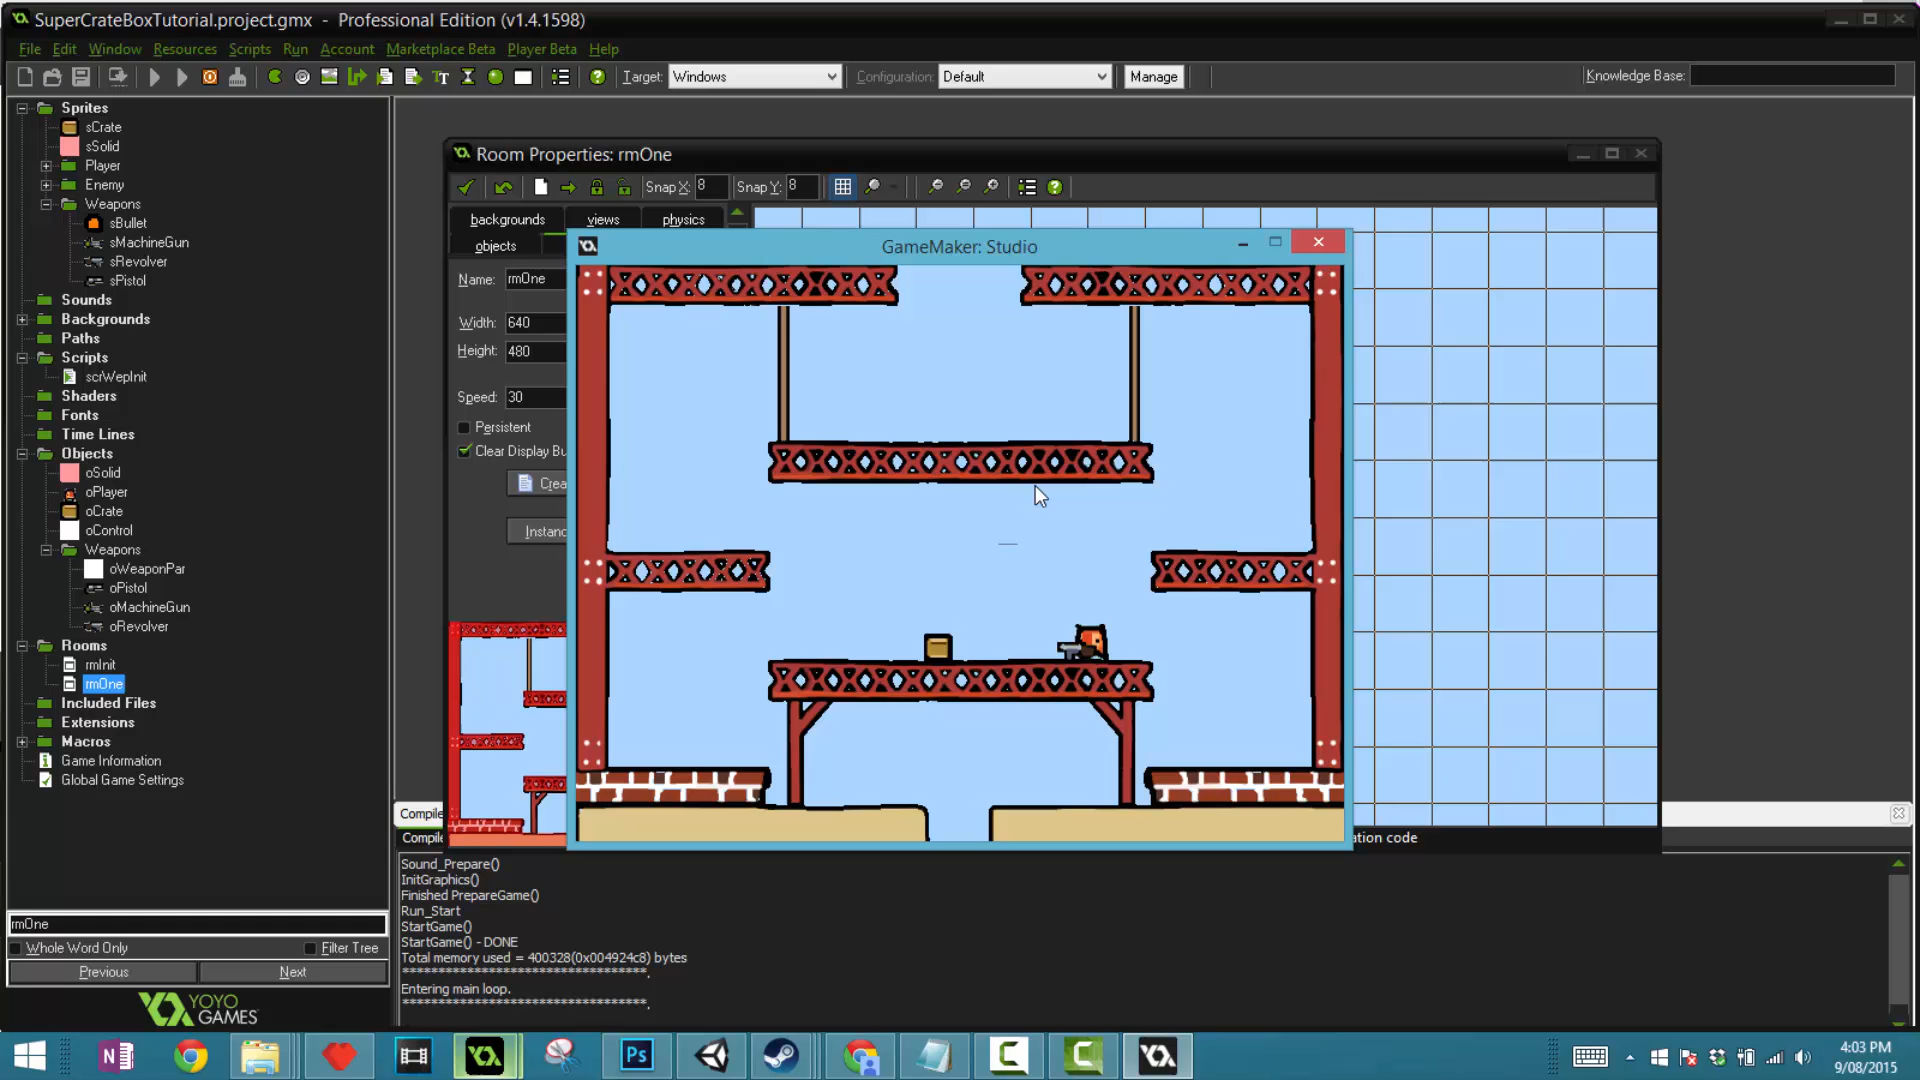 SuperCrateBoxTutorial.project.gmx - Professional Edition (v1.4.1598)
File Edit Window Resources Scripts Run Account Marketplace Beta Player Beta Help
Target: Windows Configuration: Default Manage Knowledge Base:
Sprites
sCrate
sSolid
Player
Enemy
Weapons
sBullet
sMachineGun
sRevolver
sPistol
Sounds
Backgrounds
Paths
Scripts
scrWepInit
Shaders
Fonts
Time Lines
Objects
oSolid
oPlayer
oCrate
oControl
Weapons
oWeaponPar
oPistol
oMachineGun
oRevolver
Rooms
rmInit
rmOne
Included Files
Extensions
Macros
Game Information
Global Game Settings
rmOne
Whole Word Only Filter Tree
Previous Next
YOYO GAMES
Room Properties: rmOne
Snap X: 8 Snap Y: 8
backgrounds views physics
objects
Name: rmOne
Width: 640
Height: 480
Speed: 30
Persistent
Clear Display Bu
Crea
Instanc
GameMaker: Studio
Compile
Compile ation code
Sound_Prepare()
InitGraphics()
Finished PrepareGame()
Run_Start
StartGame()
StartGame() - DONE
Total memory used = 400328(0x004924c8) bytes
**********************************.
Entering main loop.
**********************************.
N Ps C C
4:03 PM
9/08/2015